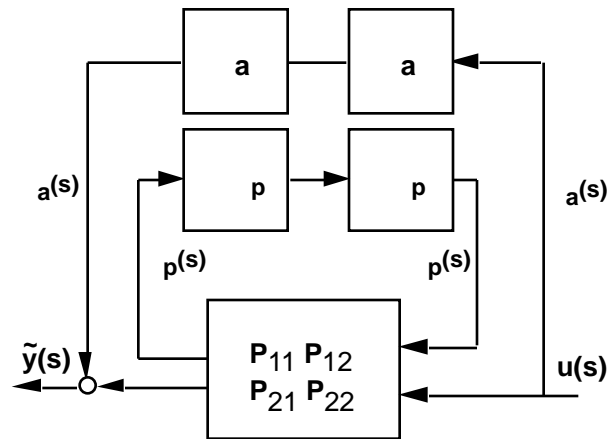 a a
p p
a(s) a(s)
p(s) p(s)
ỹ(s) P11 P12 u(s)
P21 P22